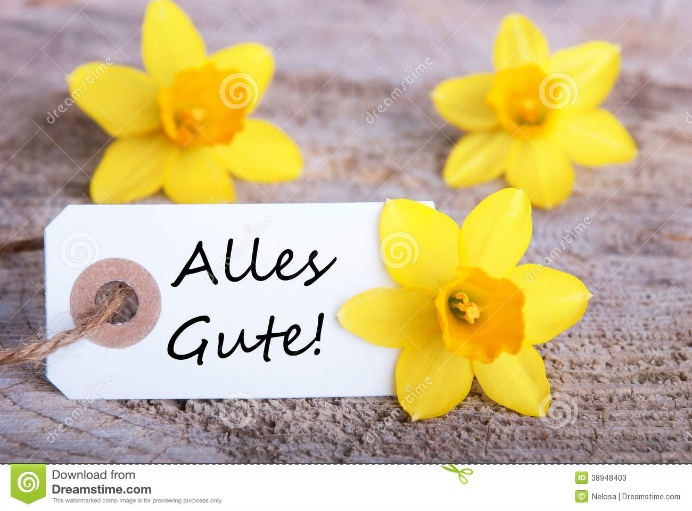 Alles
Gute!
Download from
Dreamstime.com
This watermarked comp image is for previewing purposes only.
38948403
Nelosa | Dreamstime.com